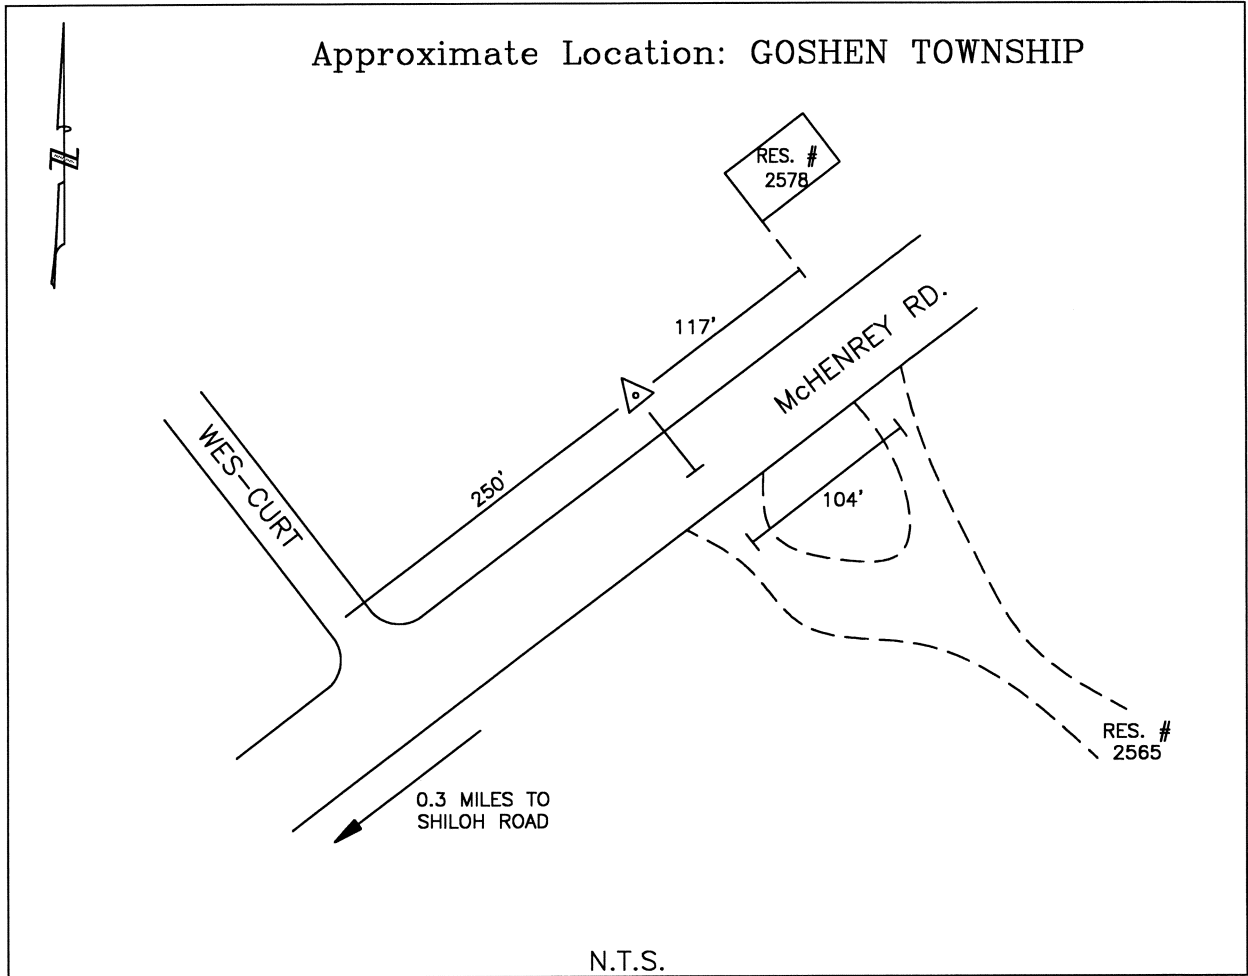 Approximate Location: GOSHEN TOWNSHIP
N
RES. #
2578
117'
McHENREY RD.
WES-CURT
250'
104'
RES. #
2565
0.3 MILES TO
SHILOH ROAD
N.T.S.